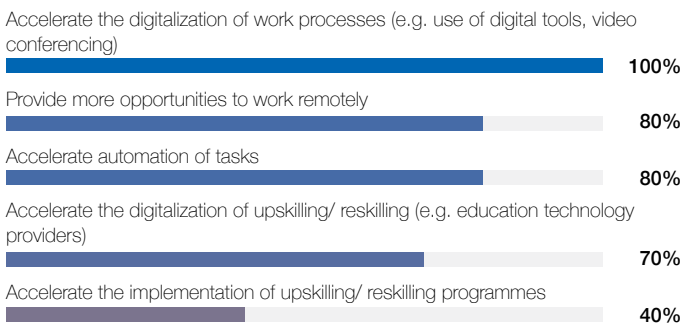 Accelerate the digitalization of work processes (e.g. use of digital tools, video
conferencing)
100%
Provide more opportunities to work remotely
80%
Accelerate automation of tasks
80%
Accelerate the digitalization of upskilling/ reskilling (e.g. education technology
providers)
70%
Accelerate the implementation of upskilling/ reskilling programmes
40%